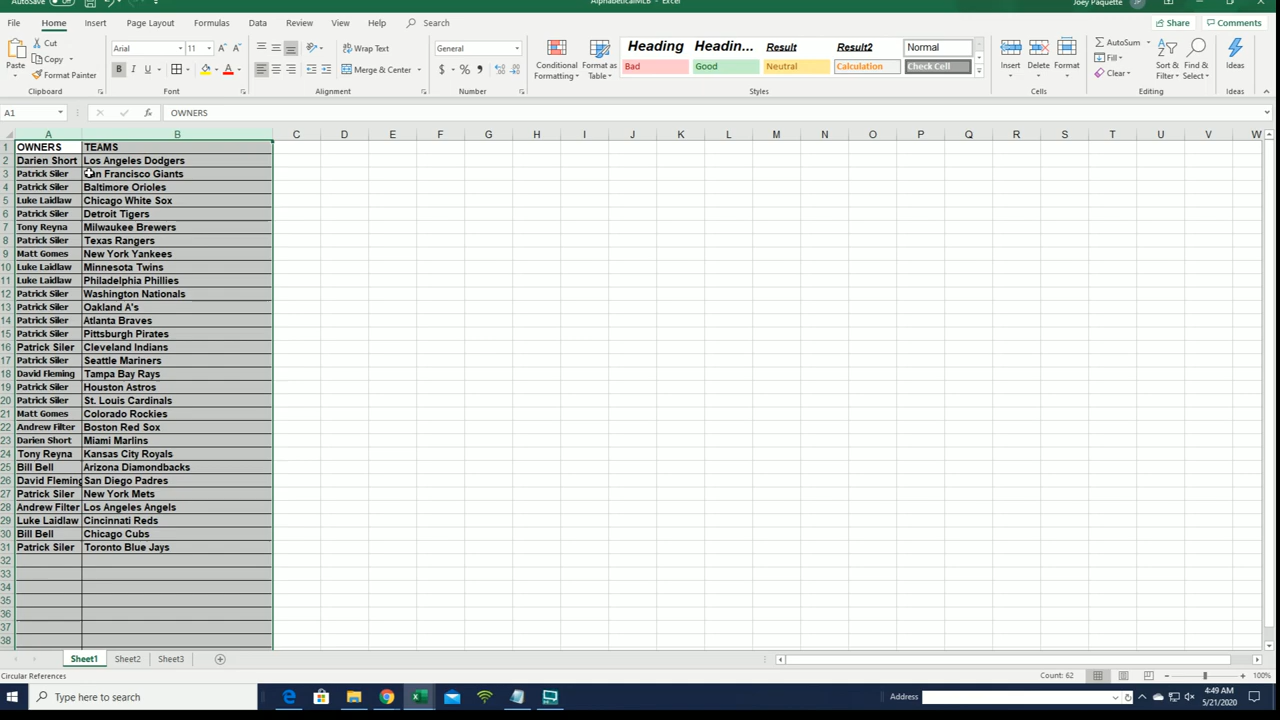 AutoSave Off AlphabeticalMLB - Excel Joey Paquette JP
File Home Insert Page Layout Formulas Data Review View Help Search Share Comments
Paste Cut Copy Format Painter Clipboard
Arial 11 Font
Wrap Text Merge & Center Alignment
General Number
Conditional Formatting Format as Table
Heading Headin... Result Result2 Normal
Bad Good Neutral Calculation Check Cell
Styles
Insert Delete Format Cells
AutoSum Fill Clear Sort & Filter Find & Select Editing
Ideas Ideas
A1 fx OWNERS
A B C D E F G H I J K L M N O P Q R S T U V W
1 OWNERS TEAMS
2 Darien Short Los Angeles Dodgers
3 Patrick Siler San Francisco Giants
4 Patrick Siler Baltimore Orioles
5 Luke Laidlaw Chicago White Sox
6 Patrick Siler Detroit Tigers
7 Tony Reyna Milwaukee Brewers
8 Patrick Siler Texas Rangers
9 Matt Gomes New York Yankees
10 Luke Laidlaw Minnesota Twins
11 Luke Laidlaw Philadelphia Phillies
12 Patrick Siler Washington Nationals
13 Patrick Siler Oakland A's
14 Patrick Siler Atlanta Braves
15 Patrick Siler Pittsburgh Pirates
16 Patrick Siler Cleveland Indians
17 Patrick Siler Seattle Mariners
18 David Fleming Tampa Bay Rays
19 Patrick Siler Houston Astros
20 Patrick Siler St. Louis Cardinals
21 Matt Gomes Colorado Rockies
22 Andrew Filter Boston Red Sox
23 Darien Short Miami Marlins
24 Tony Reyna Kansas City Royals
25 Bill Bell Arizona Diamondbacks
26 David Fleming San Diego Padres
27 Patrick Siler New York Mets
28 Andrew Filter Los Angeles Angels
29 Luke Laidlaw Cincinnati Reds
30 Bill Bell Chicago Cubs
31 Patrick Siler Toronto Blue Jays
32
33
34
35
36
37
38
Sheet1 Sheet2 Sheet3
Circular References Count: 62 100%
Type here to search Address 4:49 AM
5/21/2020